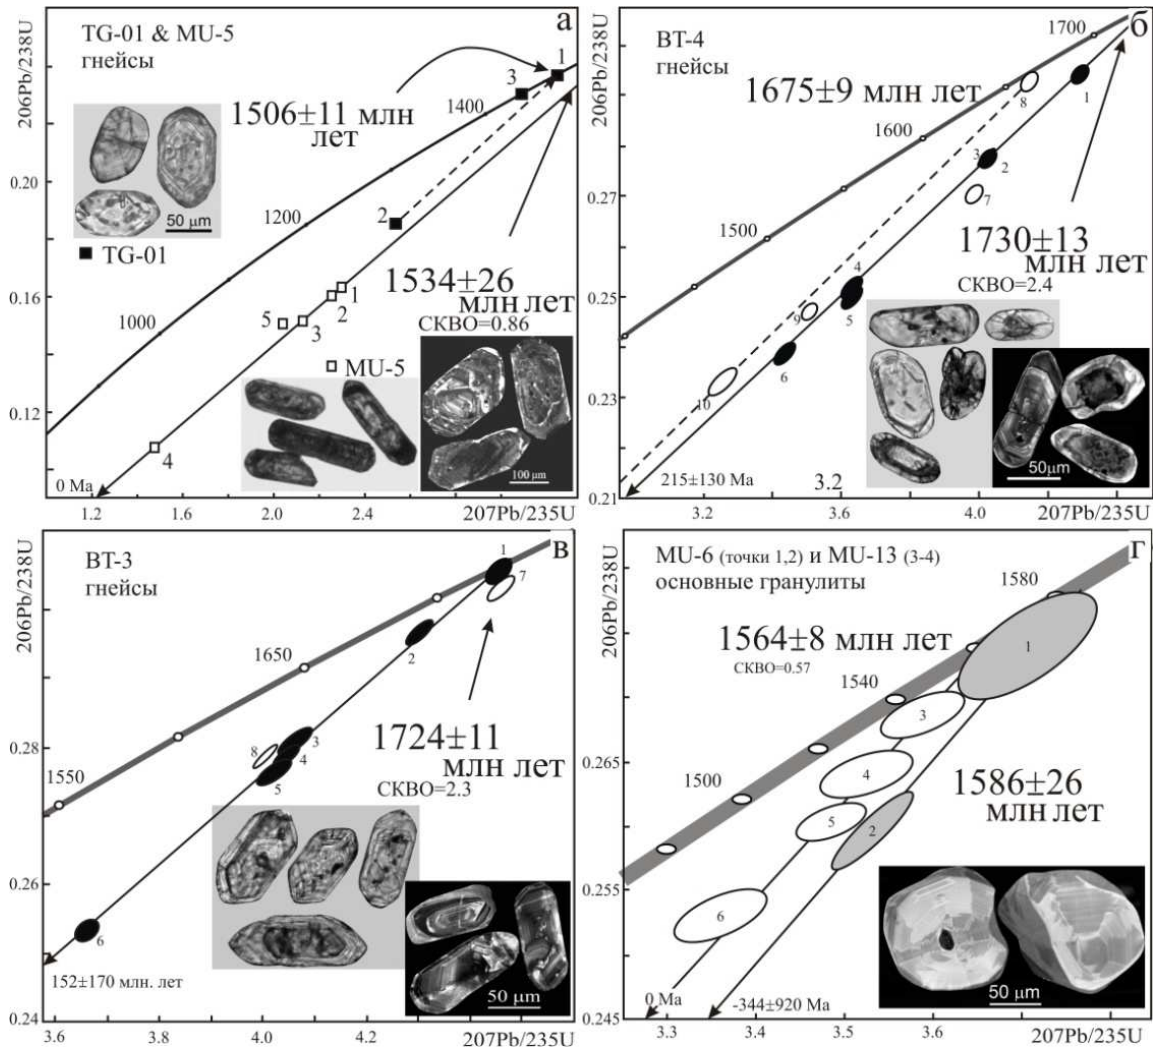 а
TG-01 & MU-5
гнейсы
206Pb/238U
1506±11 млн
лет
1
3
1400
1200
1000
0.20
0.16
0.12
50 µm
TG-01
2
1534±26
млн лет
СКВО=0.86
1
2
3
5
4
MU-5
100 µm
0 Ma
1.2
1.6
2.0
2.4
207Pb/235U
б
BT-4
гнейсы
206Pb/238U
1700
1675±9 млн лет
1600
1500
8
1
3
2
7
0.27
1730±13
млн лет
СКВО=2.4
4
5
9
6
10
0.25
0.23
0.21
50µm
215±130 Ma
3.2
3.2
3.6
4.0
207Pb/235U
в
BT-3
гнейсы
206Pb/238U
1
7
2
1650
1550
1724±11
млн лет
СКВО=2.3
0.28
8
3
4
5
6
0.26
0.24
50 µm
152±170 млн. лет
3.6
3.8
4.0
4.2
207Pb/235U
г
MU-6 (точки 1,2) и MU-13 (3-4)
основные гранулиты
206Pb/238U
1580
1564±8 млн лет
СКВО=0.57
1540
1500
1
3
4
5
2
6
0.265
0.255
0.245
1586±26
млн лет
50 µm
0 Ma
-344±920 Ma
3.3
3.4
3.5
3.6
207Pb/235U